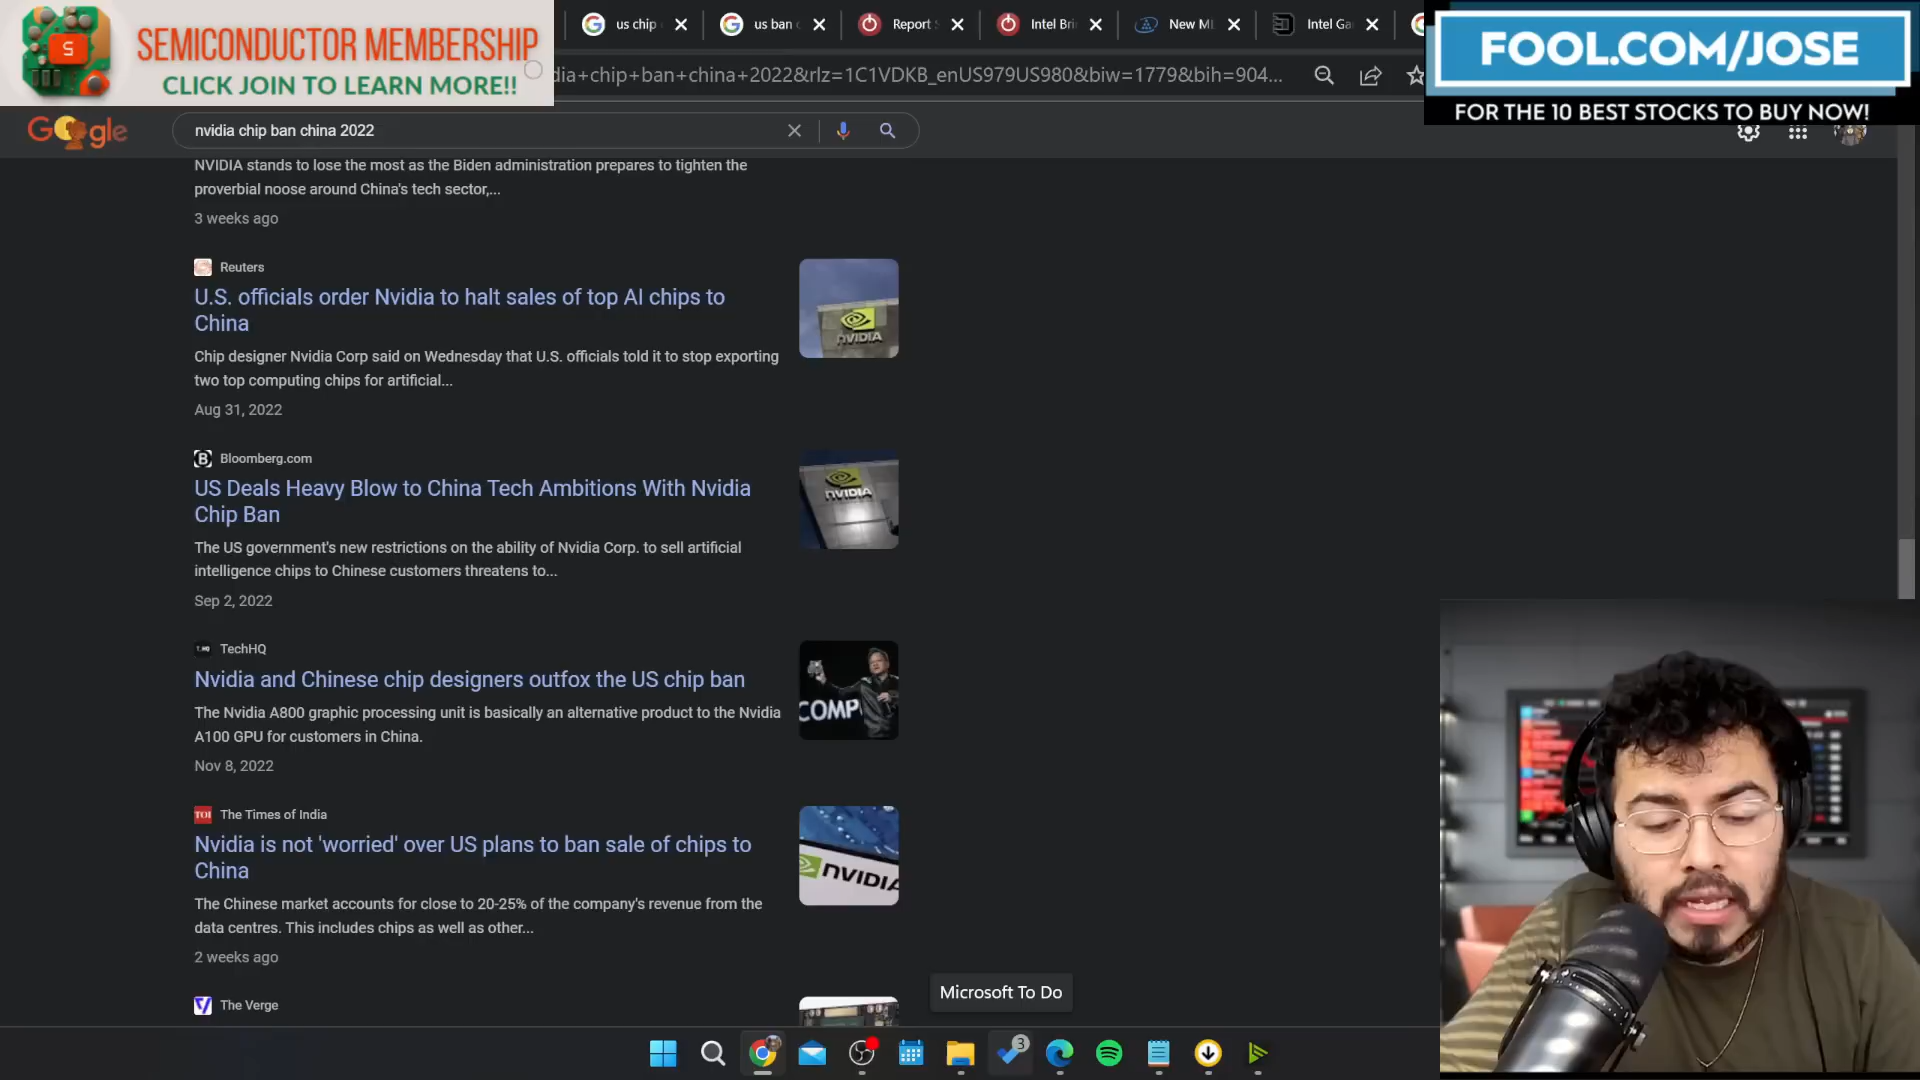 SEMICONDUCTOR MEMBERSHIP
CLICK JOIN TO LEARN MORE!!
S
us chip
us ban
Report
Intel Bri
New ML
Intel Ga
FOOL.COM/JOSE
FOR THE 10 BEST STOCKS TO BUY NOW!
dia+chip+ban+china+2022&rlz=1C1VDKB_enUS979US980&biw=1779&bih=904...
Google
nvidia chip ban china 2022
NVIDIA stands to lose the most as the Biden administration prepares to tighten the
proverbial noose around China's tech sector,...
3 weeks ago
Reuters
U.S. officials order Nvidia to halt sales of top AI chips to
China
Chip designer Nvidia Corp said on Wednesday that U.S. officials told it to stop exporting
two top computing chips for artificial...
Aug 31, 2022
NVIDIA
B
Bloomberg.com
US Deals Heavy Blow to China Tech Ambitions With Nvidia
Chip Ban
The US government's new restrictions on the ability of Nvidia Corp. to sell artificial
intelligence chips to Chinese customers threatens to...
Sep 2, 2022
NVIDIA
TechHQ
Nvidia and Chinese chip designers outfox the US chip ban
The Nvidia A800 graphic processing unit is basically an alternative product to the Nvidia
A100 GPU for customers in China.
Nov 8, 2022
COMPU
TOI
The Times of India
Nvidia is not 'worried' over US plans to ban sale of chips to
China
The Chinese market accounts for close to 20-25% of the company's revenue from the
data centres. This includes chips as well as other...
2 weeks ago
NVIDIA
The Verge
Microsoft To Do
3